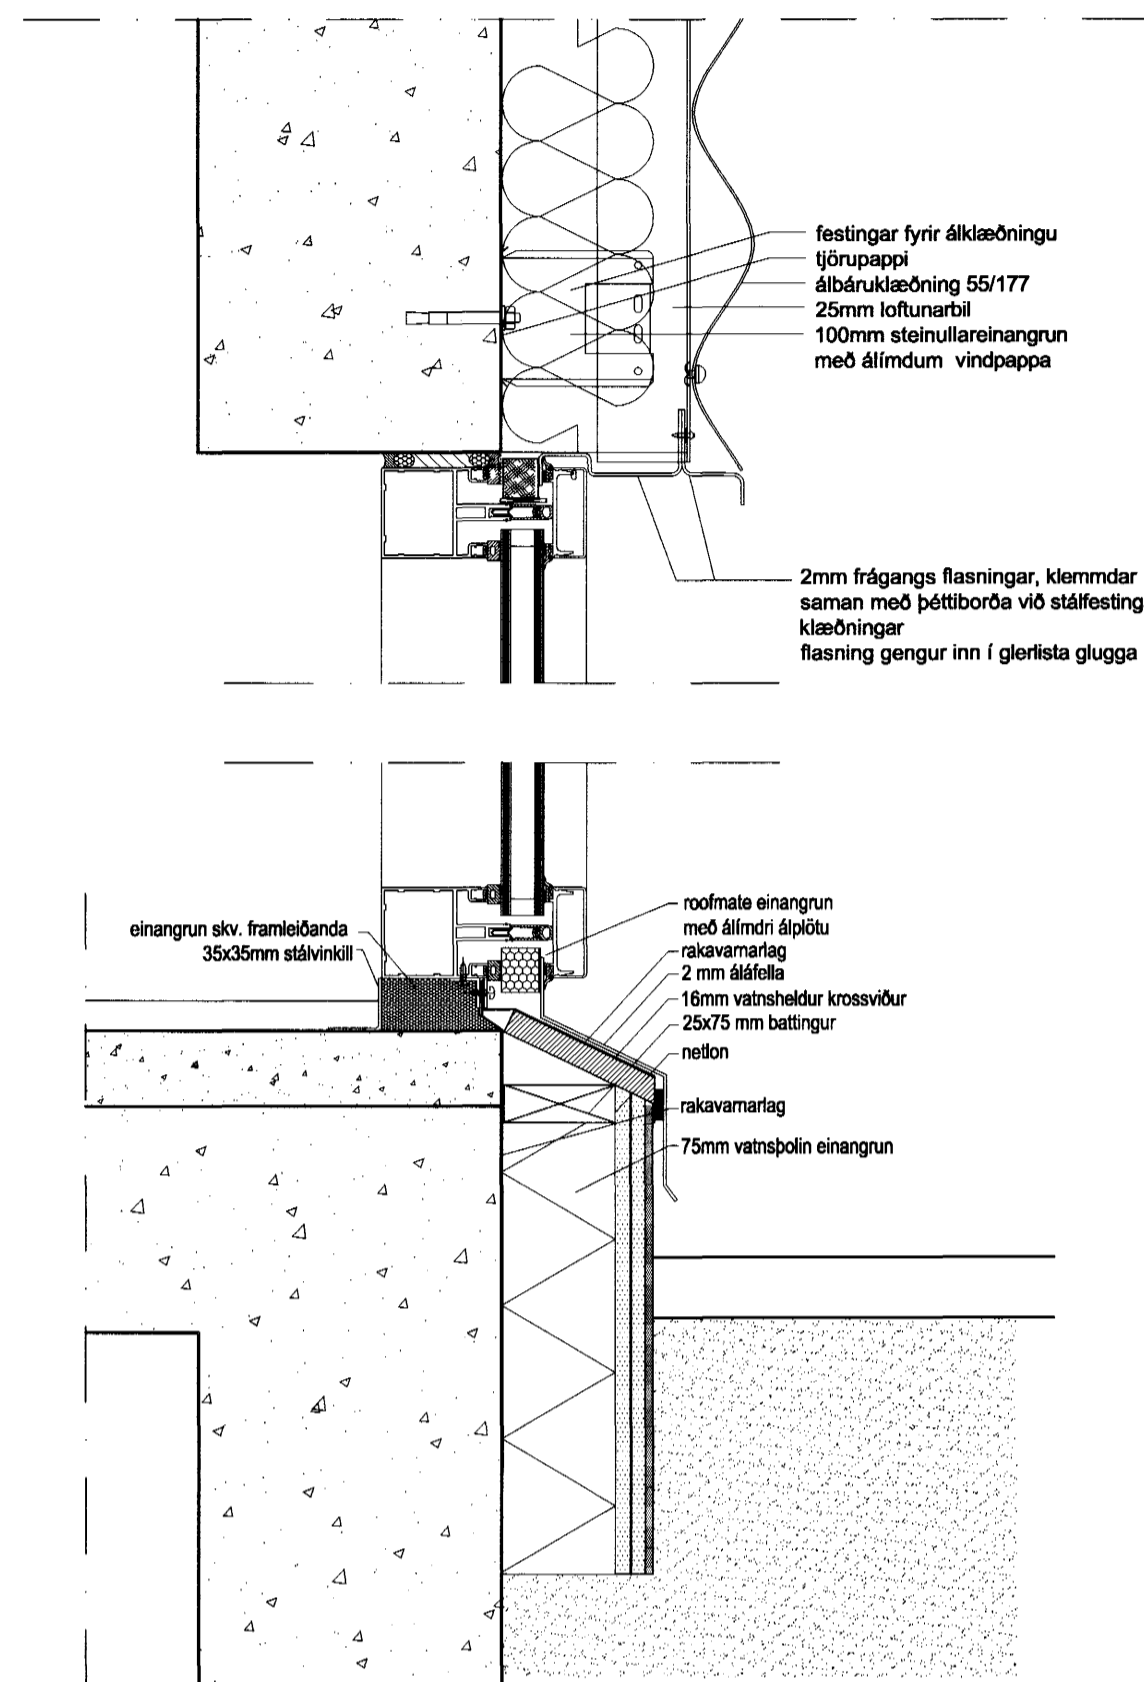 festingar fyrir álklæðningu
tjörupappi
álbáruklæðning 55/177
25mm loftunarbil
100mm steinullareinangrun
með álímdum vindpappa
2mm frágangs flasningar, klemmdar
saman með þéttiborða við stálfesting
klæðningar
flasning gengur inn í glerlista glugga
einangrun skv. framleiðanda
35x35mm stálvinkill
roofmate einangrun
með álímdri álplötu
rakavarnarlag
2 mm áláfella
16mm vatnsheldur krossviður
25x75 mm battingur
netlon
rakavarnarlag
75mm vatnsþolin einangrun